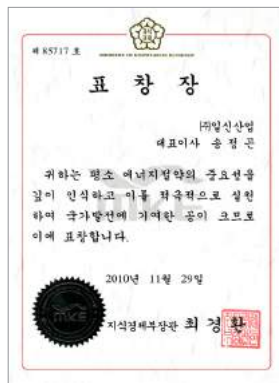 제 85717 호
표 창 장
㈜일신산업
대표이사 송정곤
귀하는 평소 에너지절약의 중요성을
깊이 인식하고 이를 적극적으로 실천
하여 국가발전에 기여한 공이 크므로
이에 표창합니다.
2010년 11월 29일
MKE
지식경제부장관 최경환